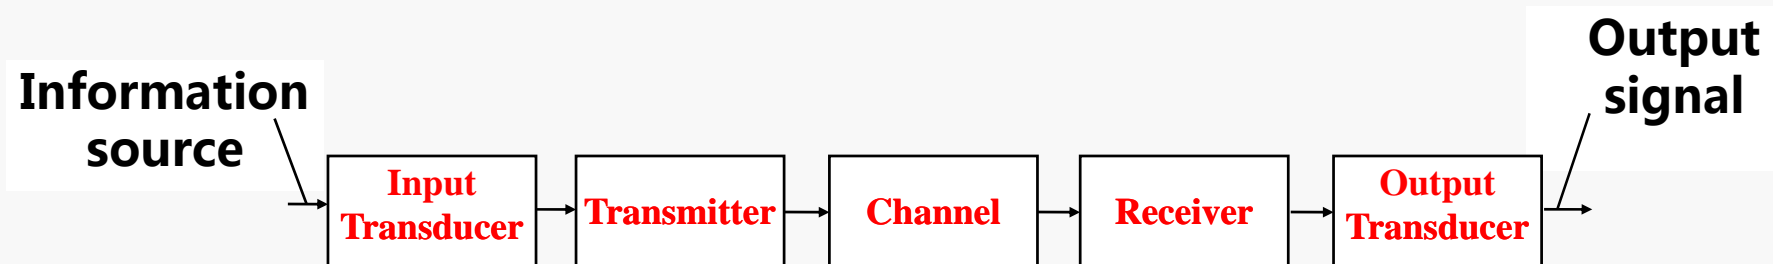 Information
source
Input
Transducer
Transmitter
Channel
Receiver
Output
Transducer
Output
signal